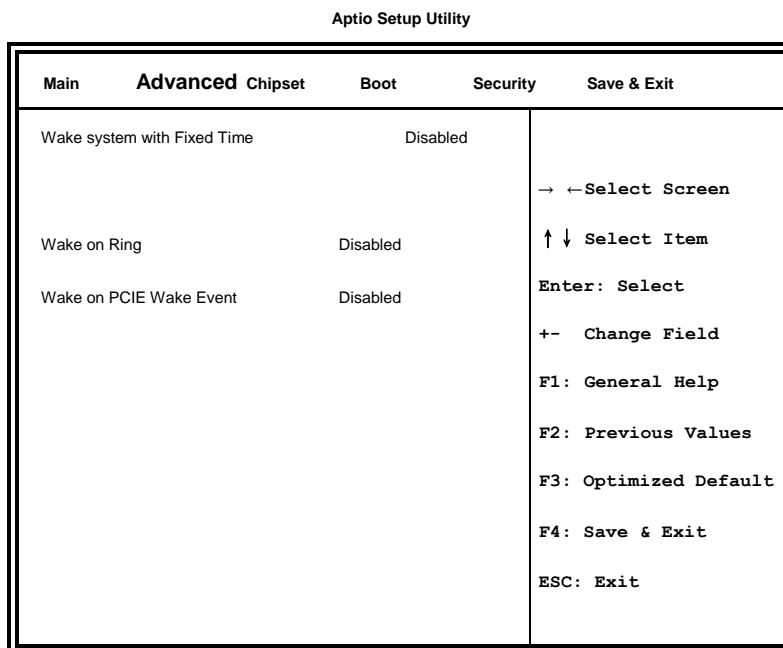 Aptio Setup Utility
Main Advanced Chipset Boot Security Save & Exit
Wake system with Fixed Time Disabled
Wake on Ring Disabled
Wake on PCIE Wake Event Disabled
→ ←Select Screen
↑↓ Select Item
Enter: Select
+- Change Field
F1: General Help
F2: Previous Values
F3: Optimized Default
F4: Save & Exit
ESC: Exit